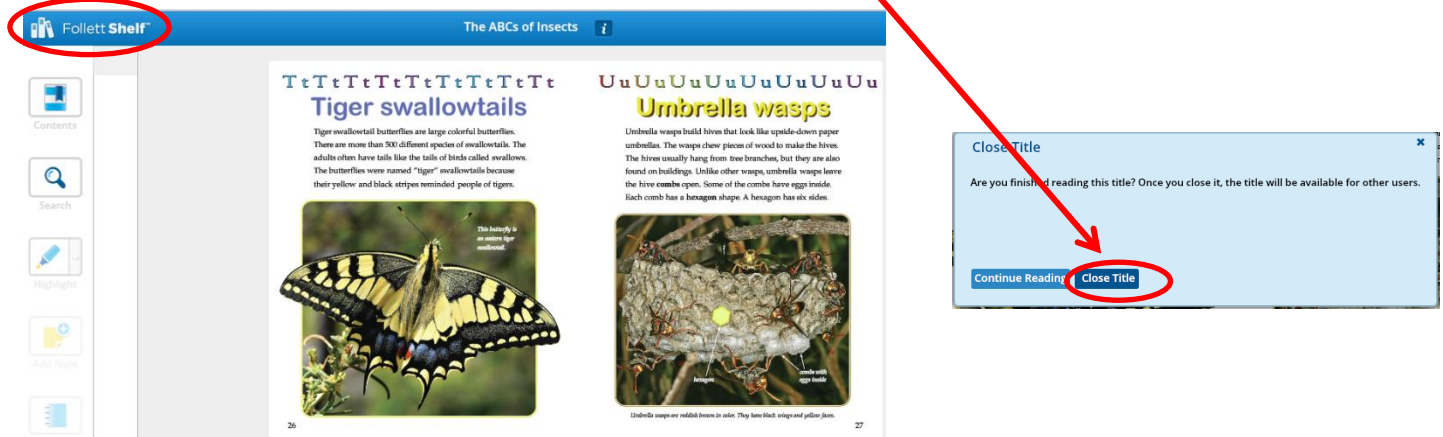 Follett Shelf™
The ABCs of Insects i
Contents
Search
Highlight
Add Note
TtTtTtTtTtTtTtTtTt
Tiger swallowtails
Tiger swallowtail butterflies are large colorful butterflies.
There are more than 500 different species of swallowtails. The
adults often have tails like the tails of birds called swallows.
The butterflies were named "tiger" swallowtails because
their yellow and black stripes reminded people of tigers.
This butterfly is
an eastern tiger
swallowtail.
26
UuUuUuUuUuUuUuUu
Umbrella wasps
Umbrella wasps build hives that look like upside-down paper
umbrellas. The wasps chew pieces of wood to make the hives.
The hives usually hang from tree branches, but they are also
found on buildings. Unlike other wasps, umbrella wasps leave
the hive combs open. Some of the combs have eggs inside.
Each comb has a hexagon shape. A hexagon has six sides.
hexagon
combs with
eggs inside
Umbrella wasps are reddish brown in color. They have black wings and yellow faces.
27
Close Title
Are you finished reading this title? Once you close it, the title will be available for other users.
Continue Reading
Close Title